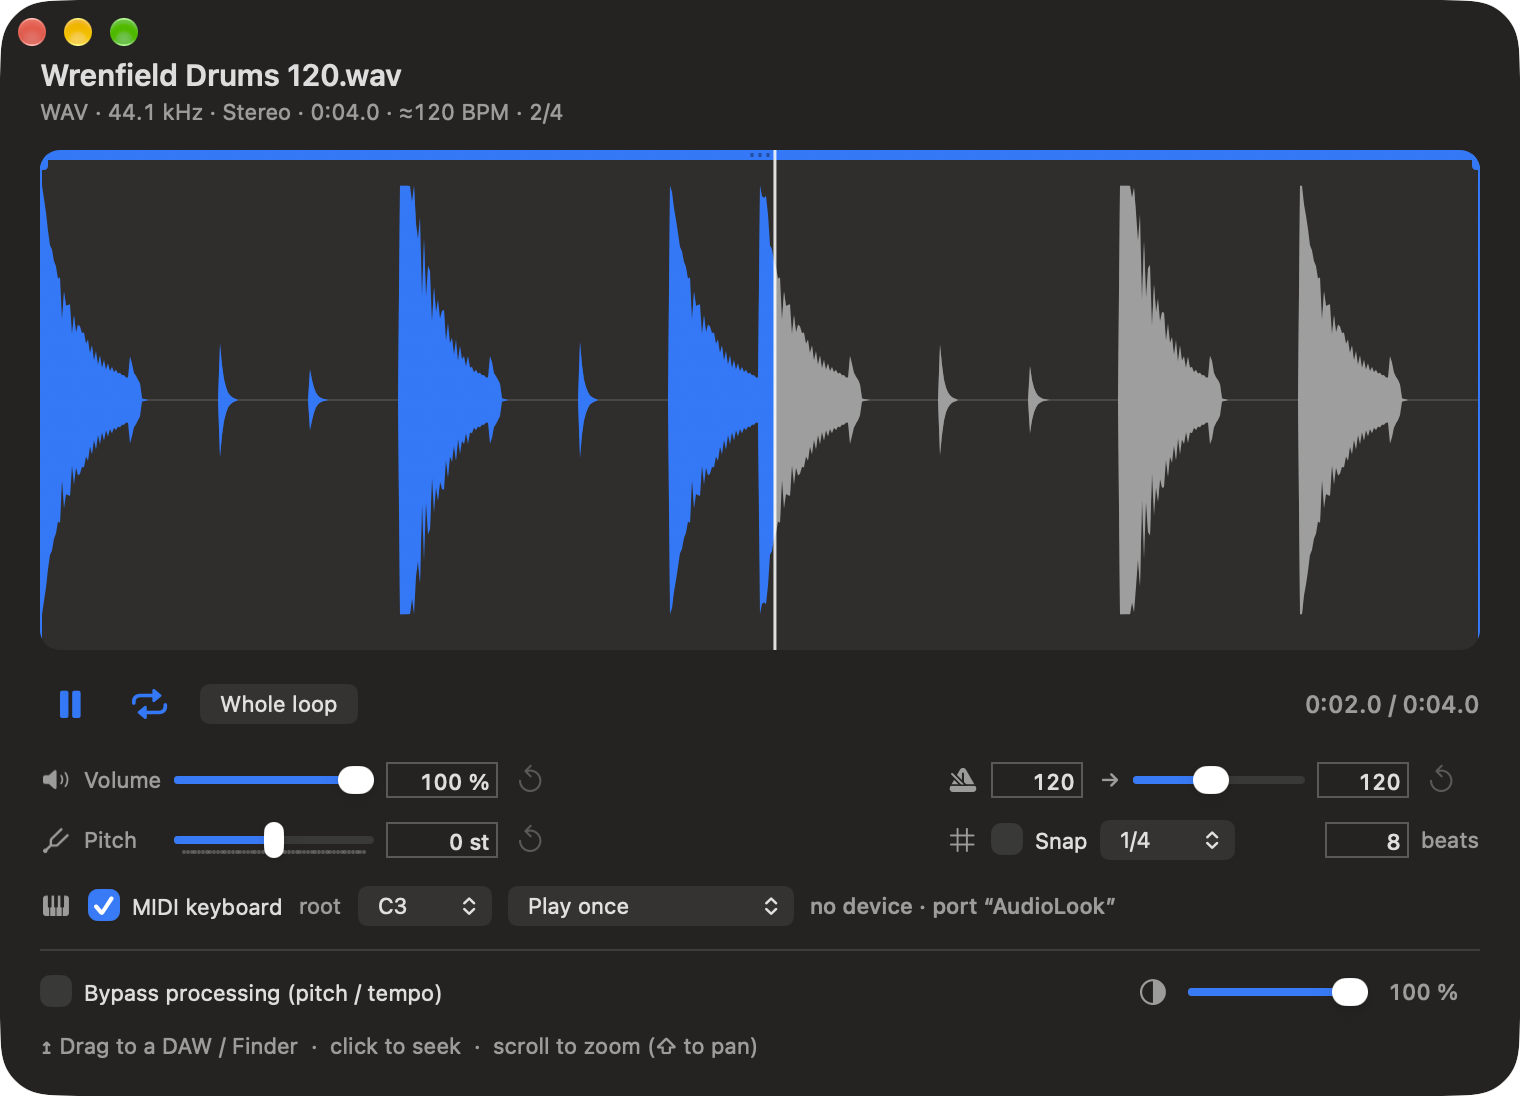 Wrenfield Drums 120.wav
WAV · 44.1 kHz · Stereo · 0:04.0 · ≈120 BPM · 2/4
Whole loop
0:02.0 / 0:04.0
Volume 100 % 120 → 120
Pitch 0 st Snap 1/4 8 beats
MIDI keyboard root C3 Play once no device · port “AudioLook”
Bypass processing (pitch / tempo) 100 %
↥ Drag to a DAW / Finder · click to seek · scroll to zoom (⇧ to pan)